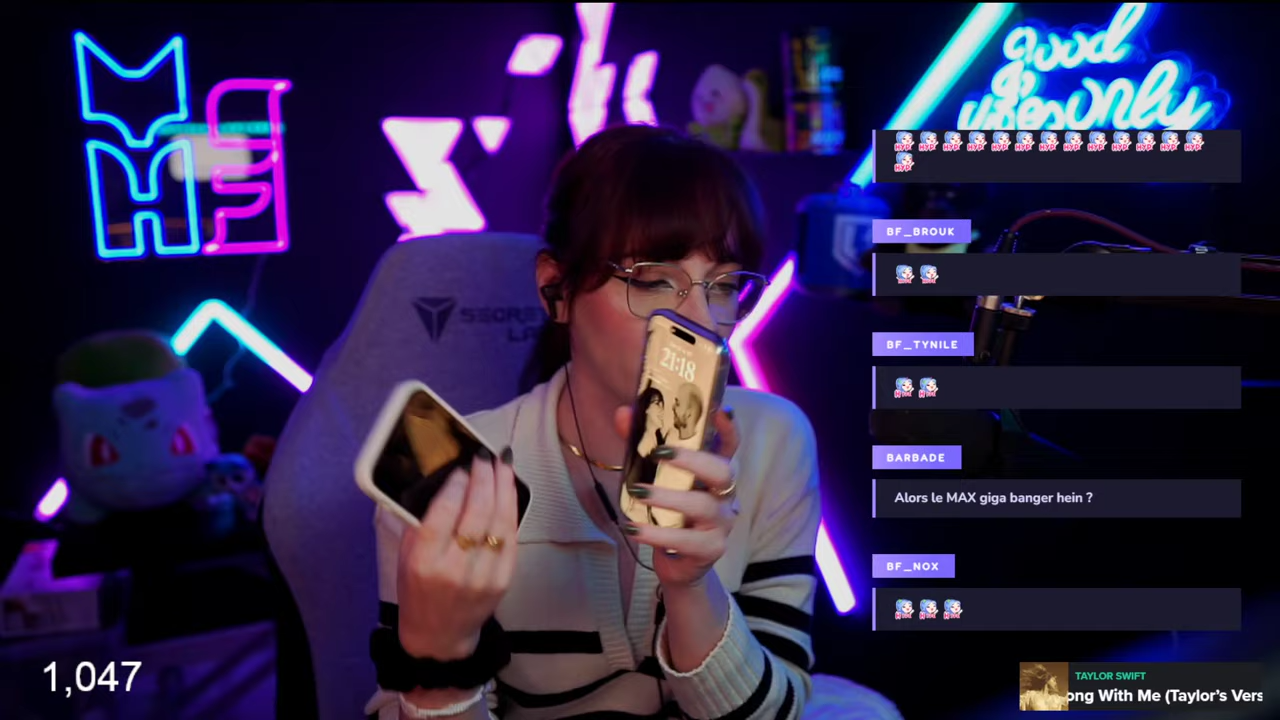 good
vibes only
SECRET
LAB
21:18
BF_BROUK
BF_TYNILE
BARBADE
Alors le MAX giga banger hein ?
BF_NOX
1,047
TAYLOR SWIFT
ong With Me (Taylor's Vers